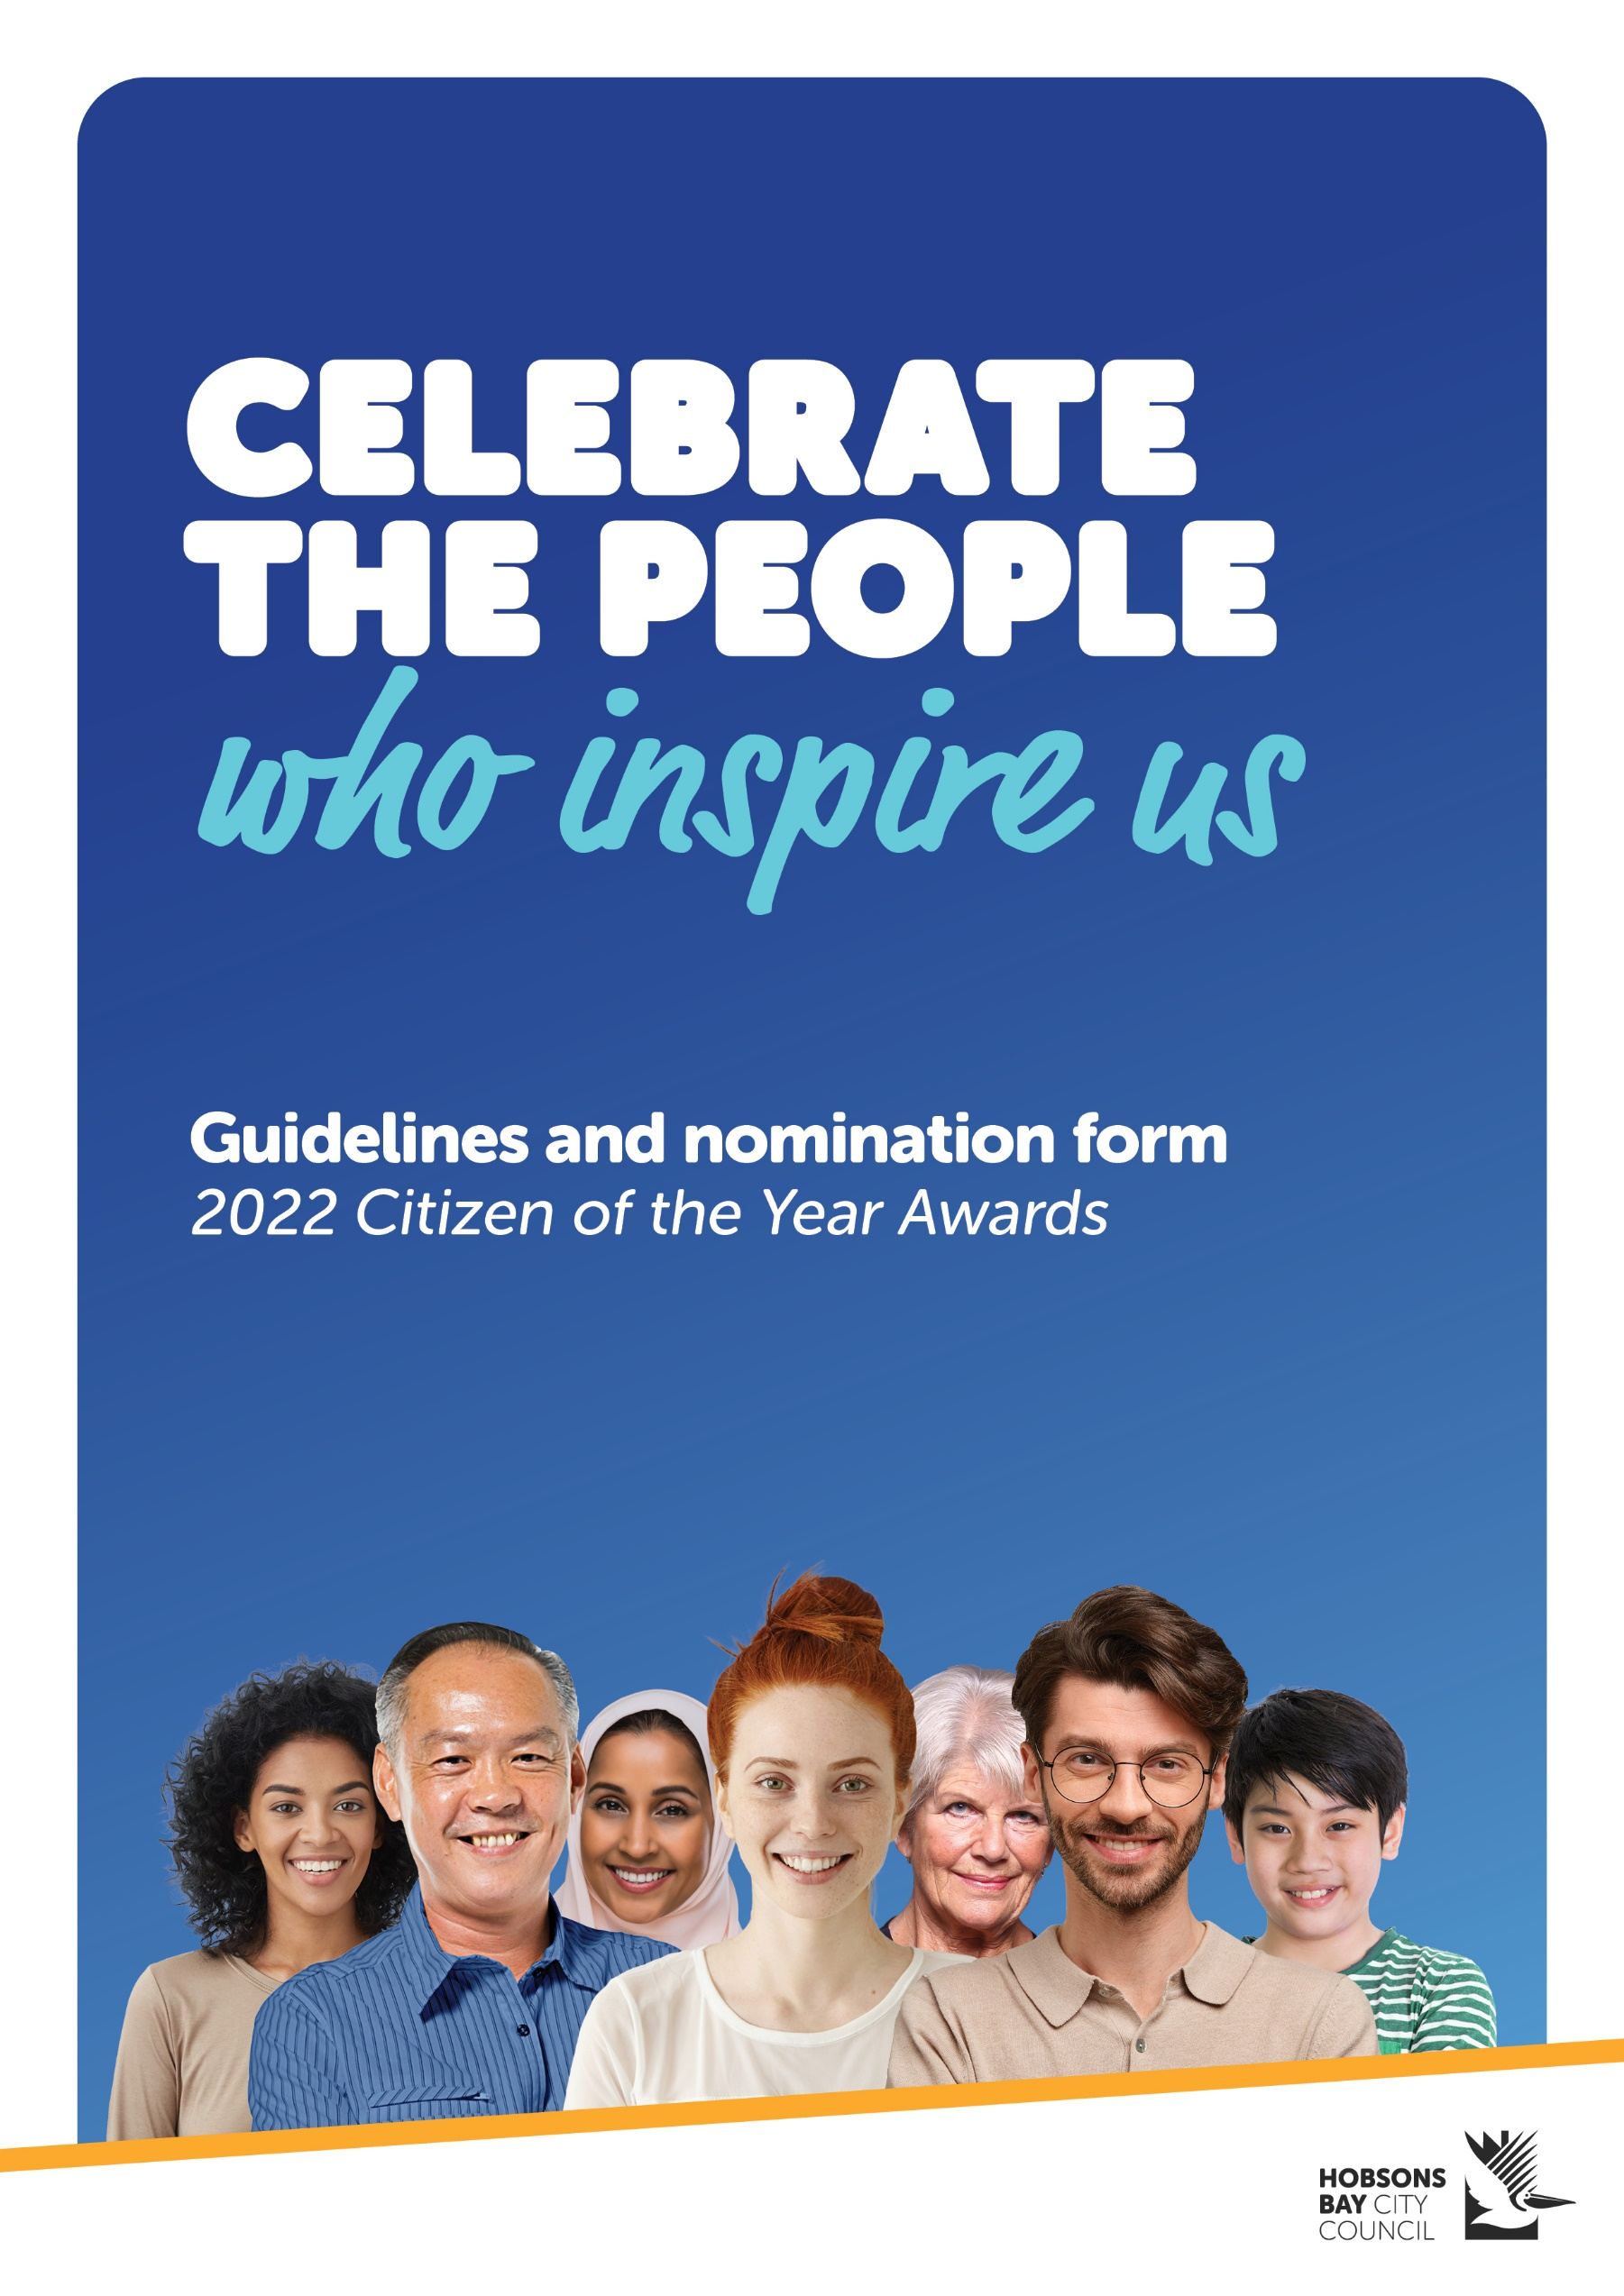 CELEBRATE
THE PEOPLE
who inspire us
Guidelines and nomination form
2022 Citizen of the Year Awards
HOBSONS
BAY CITY
COUNCIL